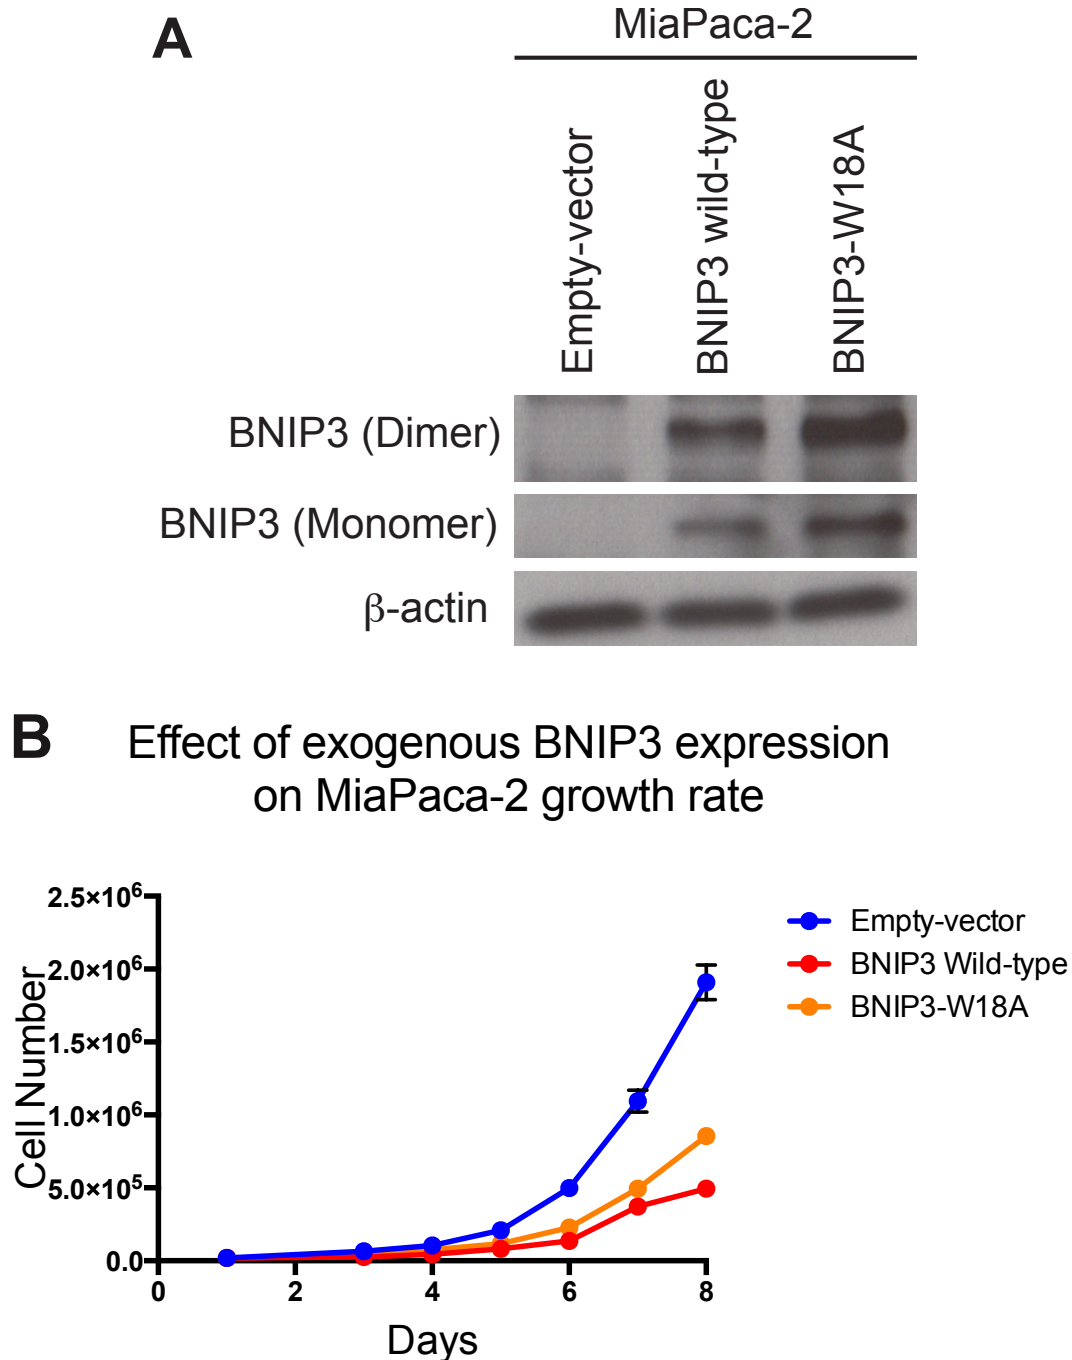 A
MiaPaca-2
Empty-vector
BNIP3 wild-type
BNIP3-W18A
BNIP3 (Dimer)
BNIP3 (Monomer)
β-actin
B
Effect of exogenous BNIP3 expression
on MiaPaca-2 growth rate
Cell Number
2.5×10⁶
2.0×10⁶
1.5×10⁶
1.0×10⁶
5.0×10⁵
0.0
0 2 4 6 8
Days
Empty-vector
BNIP3 Wild-type
BNIP3-W18A